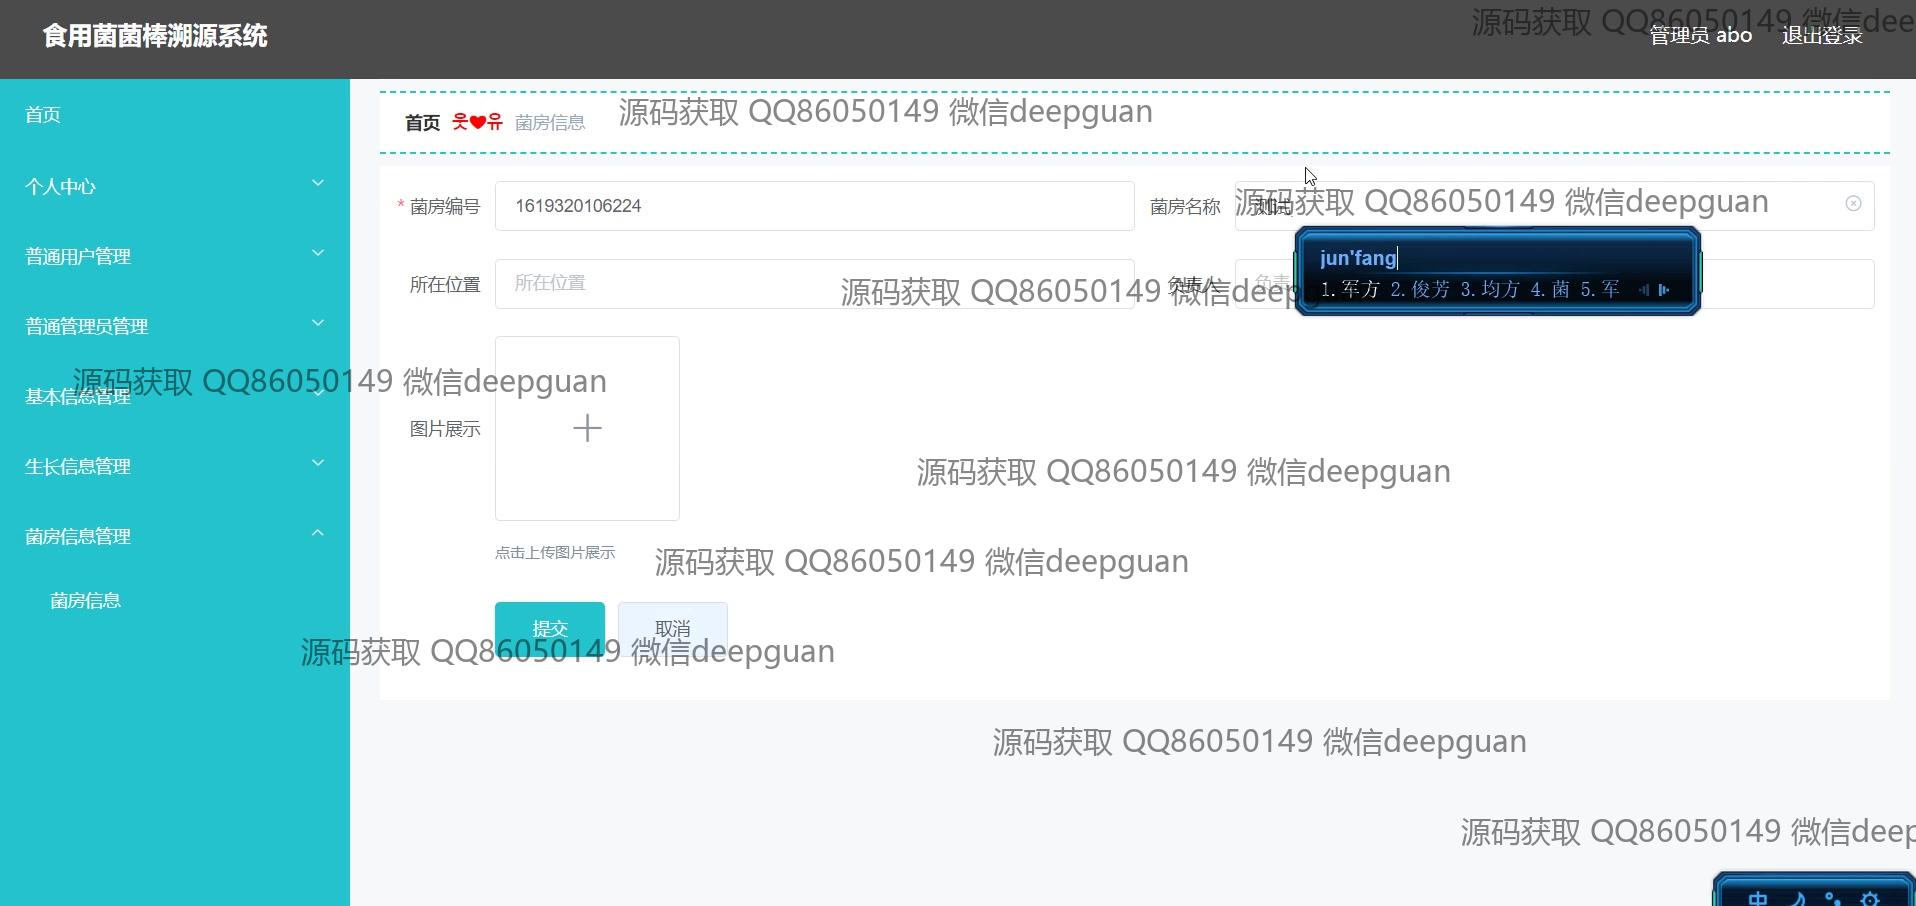 食用菌菌棒溯源系统
源码获取 QQ86050149 微信dee
管理员 abo
退出登录
首页
个人中心
普通用户管理
普通管理员管理
基本信息管理
生长信息管理
菌房信息管理
菌房信息
首页 웃❤유 菌房信息
源码获取 QQ86050149 微信deepguan
* 菌房编号 1619320106224
菌房名称 测试
源码获取 QQ86050149 微信deepguan
jun'fang
1.军方 2.俊芳 3.均方 4.菌 5.军
所在位置 所在位置
负责人 负责
源码获取 QQ86050149 微信deepg
源码获取 QQ86050149 微信deepguan
图片展示
源码获取 QQ86050149 微信deepguan
点击上传图片展示
源码获取 QQ86050149 微信deepguan
提交 取消
源码获取 QQ86050149 微信deepguan
源码获取 QQ86050149 微信deepguan
源码获取 QQ86050149 微信deep
中